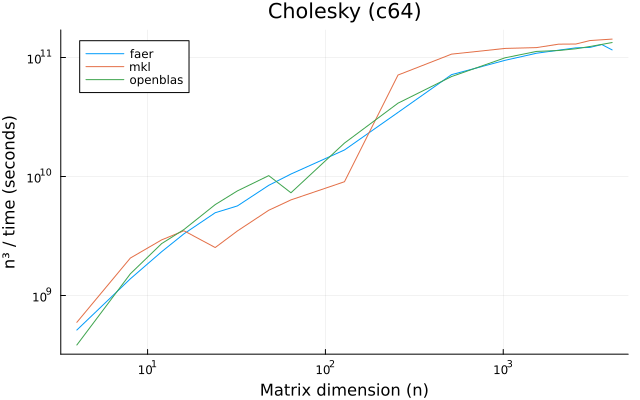 Cholesky (c64)
faer
mkl
openblas
10¹¹
10¹⁰
10⁹
n³ / time (seconds)
10¹
10²
10³
Matrix dimension (n)